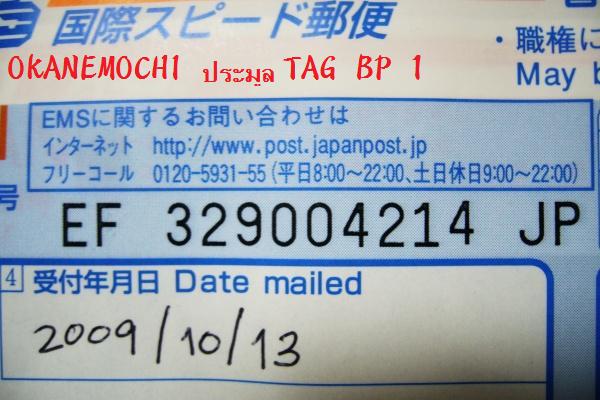 国際スピード郵便
・職権に
OKANEMOCHI ประมูล TAG BP 1
May b
EMSに関するお問い合わせは
インターネット http://www.post.japanpost.jp
フリーコール 0120-5931-55 (平日8:00～22:00、土日休日9:00～22:00)
号
EF 329004214 JP
4 受付年月日 Date mailed
2009/10/13